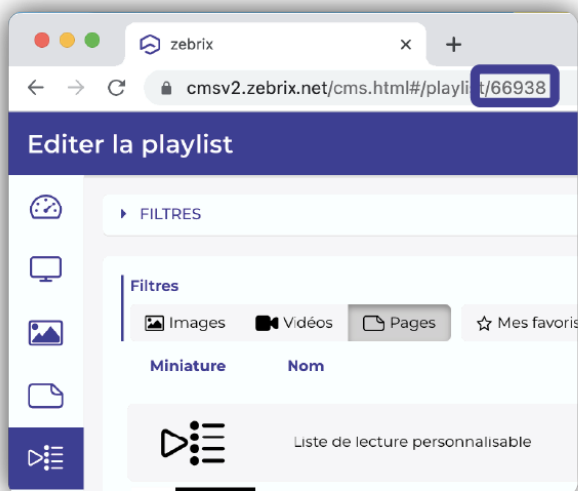 zebrix
cmsv2.zebrix.net/cms.html#/playlist/66938
Editer la playlist
FILTRES
Filtres
Images Vidéos Pages Mes favoris
Miniature Nom
Liste de lecture personnalisable